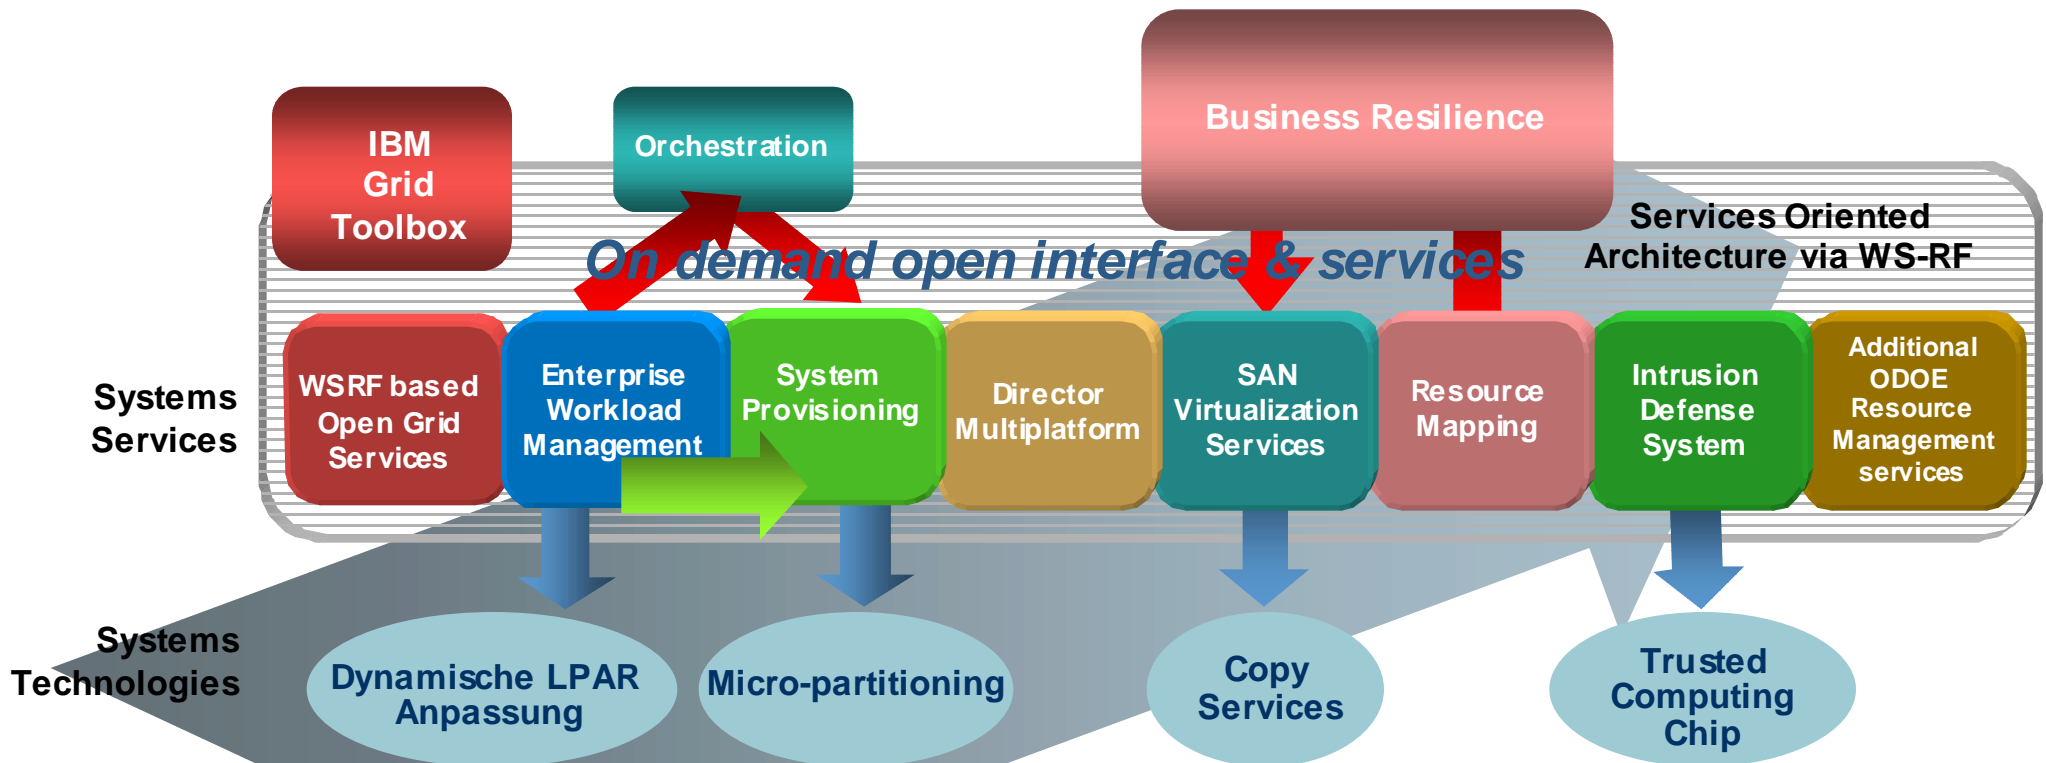 Business Resilience
IBM
Grid
Toolbox
Orchestration
Services Oriented
Architecture via WS-RF
On demand open interface & services
Systems
Services
WSRF based
Open Grid
Services
Enterprise
Workload
Management
System
Provisioning
Director
Multiplatform
SAN
Virtualization
Services
Resource
Mapping
Intrusion
Defense
System
Additional
ODOE
Resource
Management
services
Systems
Technologies
Dynamische LPAR
Anpassung
Micro-partitioning
Copy
Services
Trusted
Computing
Chip